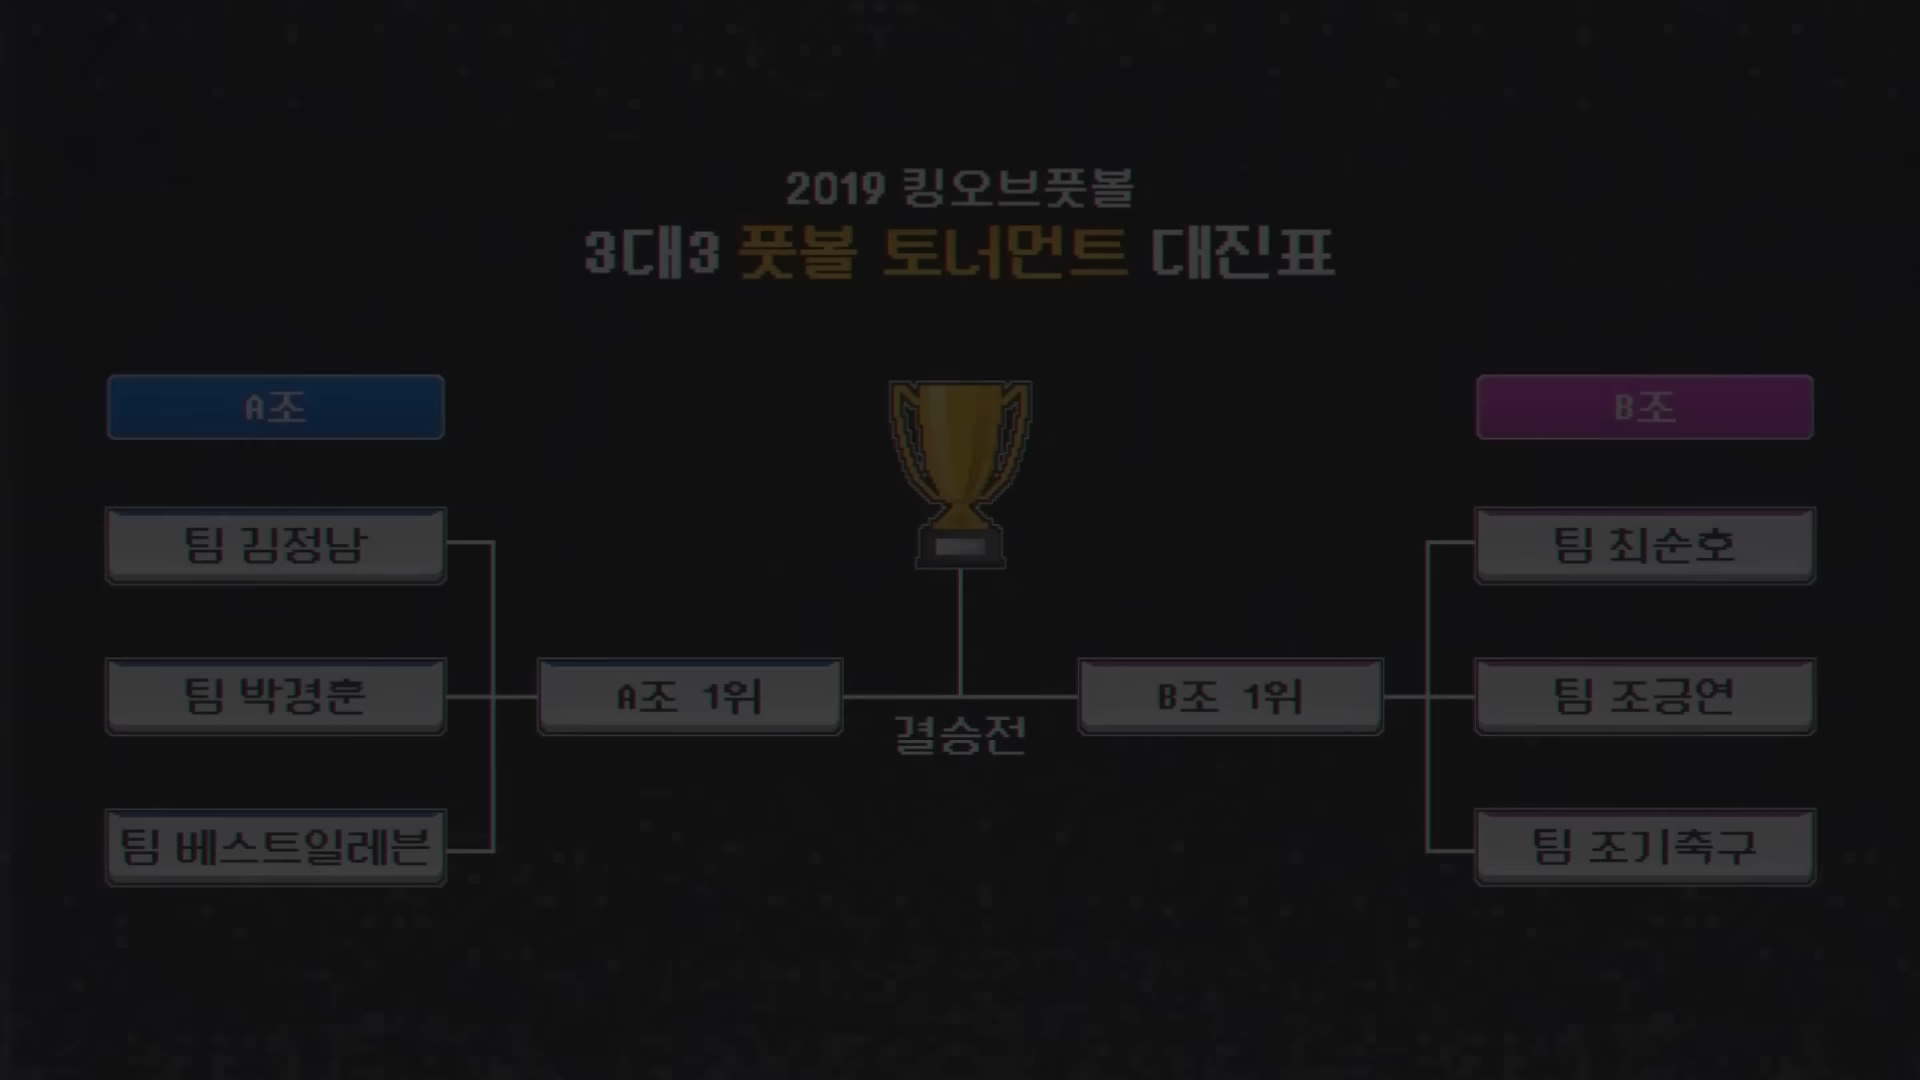 2019 킹오브풋볼
3대3 풋볼 토너먼트 대진표
A조
B조
팀 김정남
팀 최순호
팀 박경훈
A조 1위
결승전
B조 1위
팀 조긍연
팀 베스트일레븐
팀 조기축구